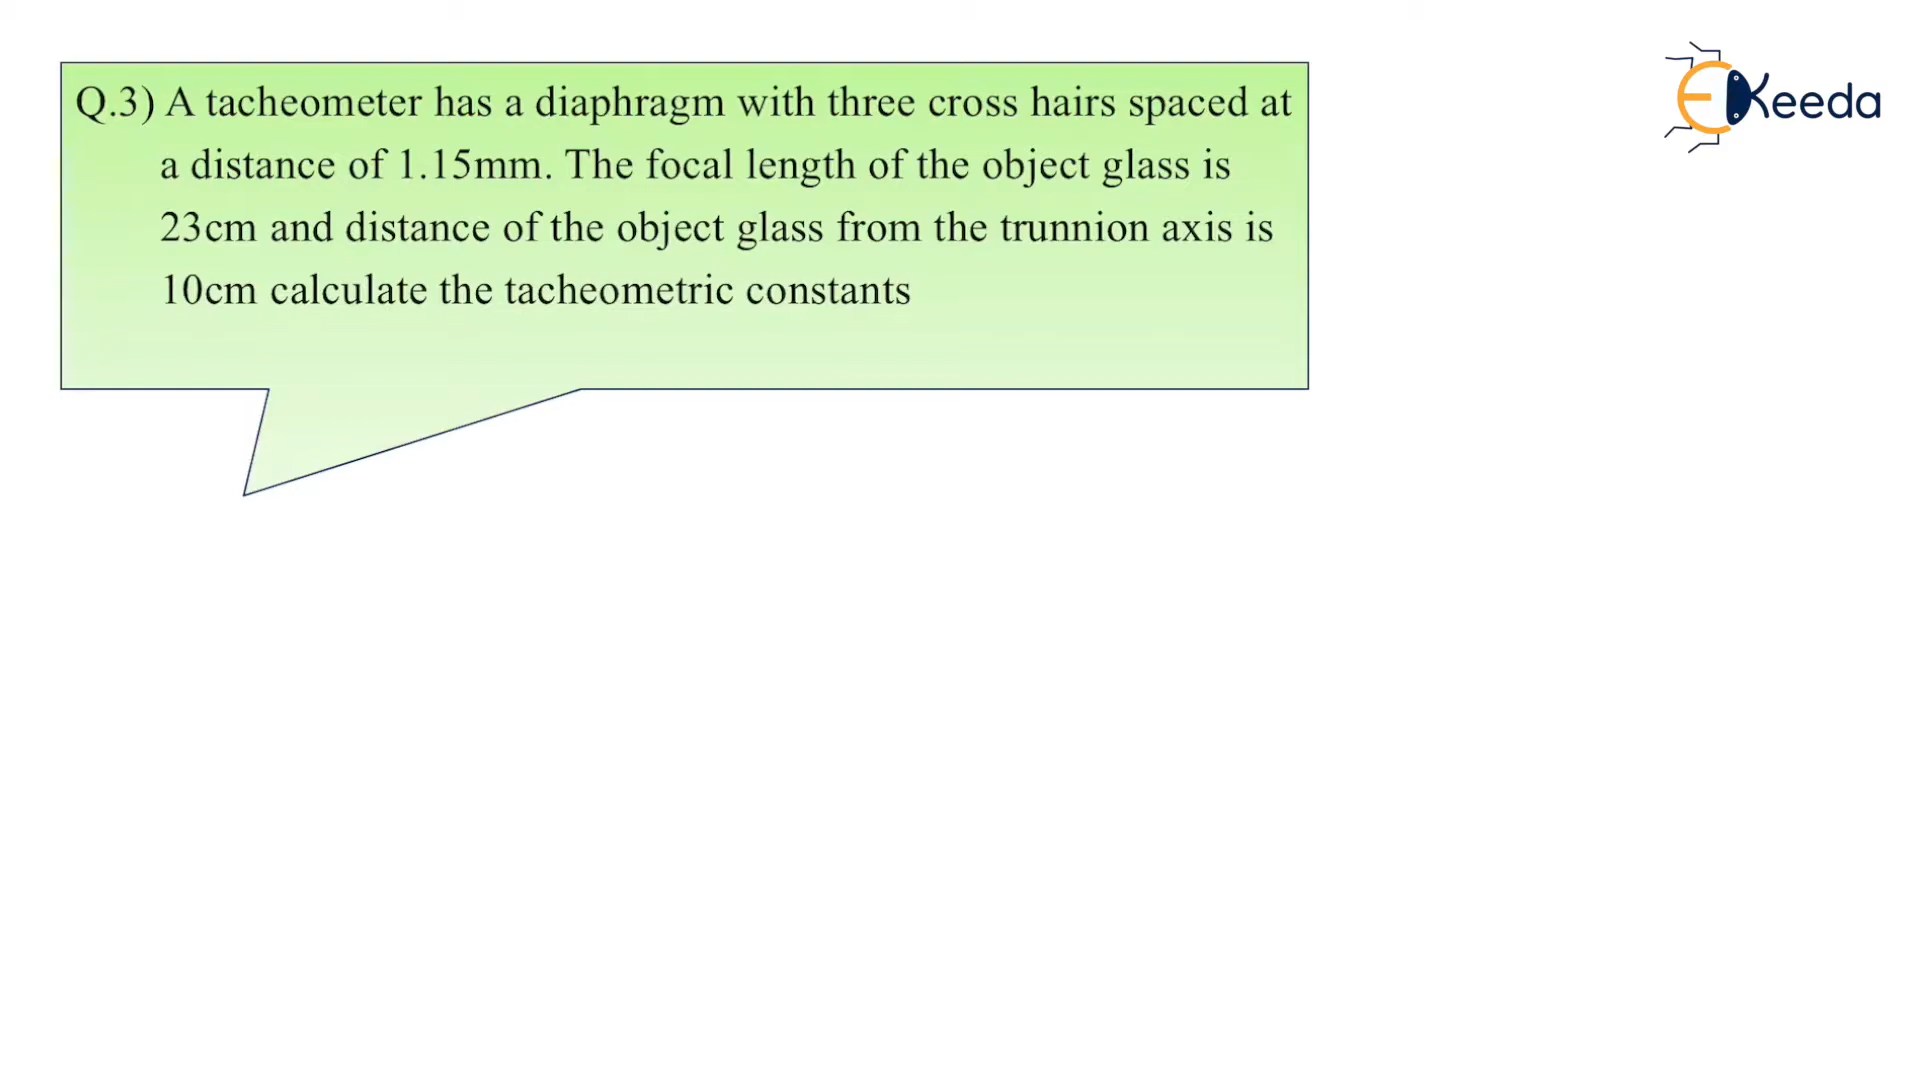 Q.3) A tacheometer has a diaphragm with three cross hairs spaced at
a distance of 1.15mm. The focal length of the object glass is
23cm and distance of the object glass from the trunnion axis is
10cm calculate the tacheometric constants
EKeeda